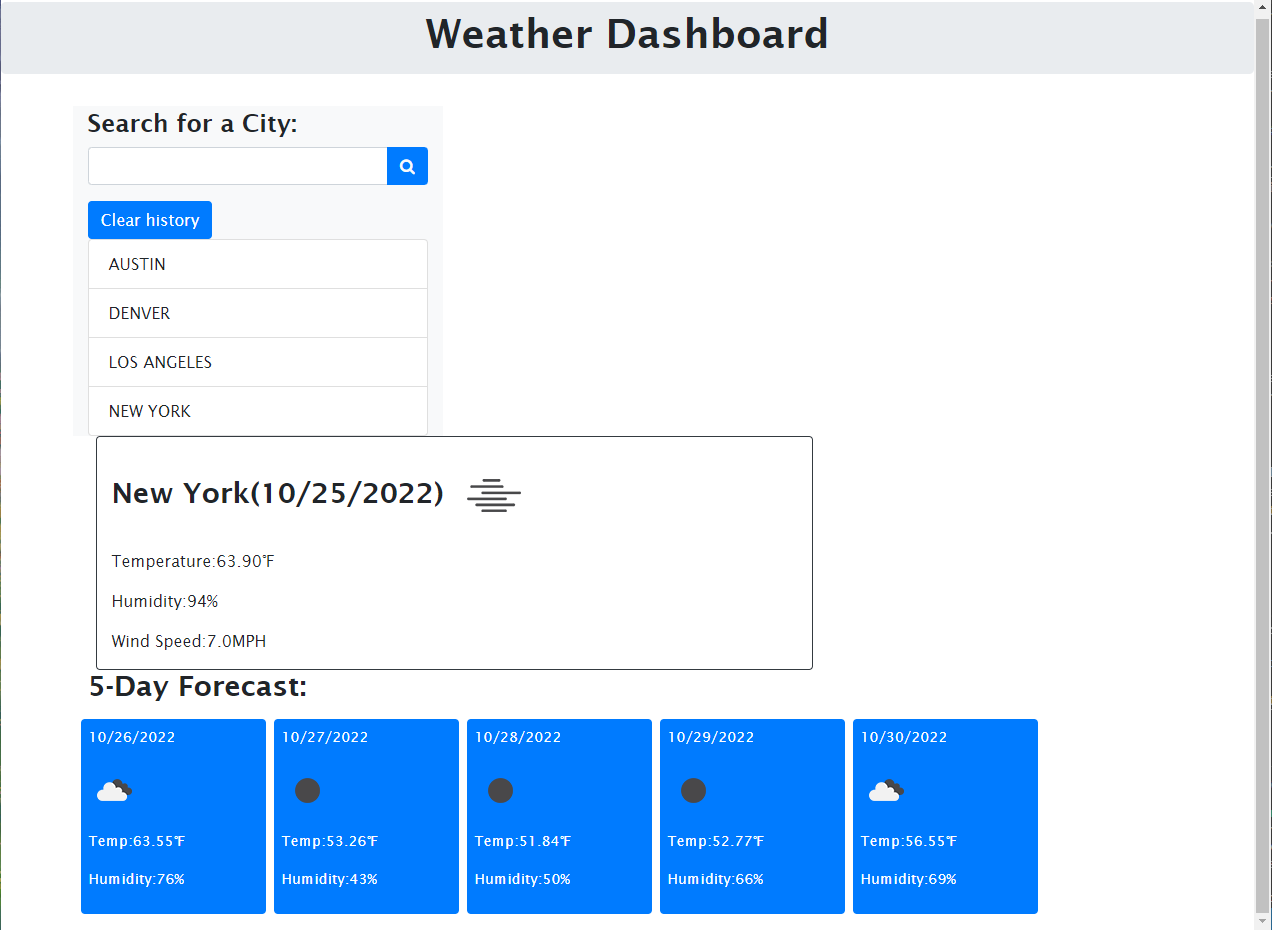 Weather Dashboard
Search for a City:
Clear history
AUSTIN
DENVER
LOS ANGELES
NEW YORK
New York(10/25/2022)
Temperature:63.90°F
Humidity:94%
Wind Speed:7.0MPH
5-Day Forecast:
10/26/2022 10/27/2022 10/28/2022 10/29/2022 10/30/2022
Temp:63.55°F Temp:53.26°F Temp:51.84°F Temp:52.77°F Temp:56.55°F
Humidity:76% Humidity:43% Humidity:50% Humidity:66% Humidity:69%